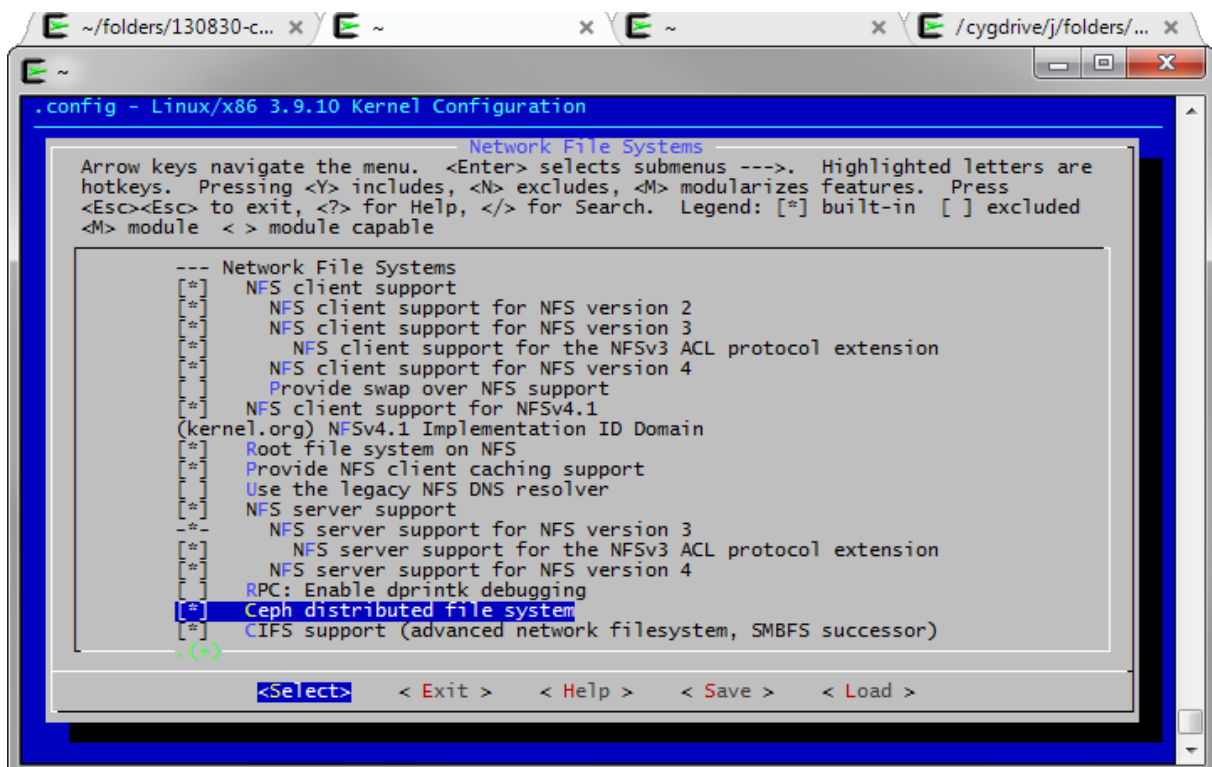 ~/folders/130830-c... ×
~ ×
~ ×
/cygdrive/j/folders/... ×
~
.config - Linux/x86 3.9.10 Kernel Configuration
Network File Systems
Arrow keys navigate the menu.  <Enter> selects submenus --->.  Highlighted letters are
hotkeys.  Pressing <Y> includes, <N> excludes, <M> modularizes features.  Press
<Esc><Esc> to exit, <?> for Help, </> for Search.  Legend: [*] built-in  [ ] excluded
<M> module  < > module capable
--- Network File Systems
[*]   NFS client support
[*]     NFS client support for NFS version 2
[*]     NFS client support for NFS version 3
[*]       NFS client support for the NFSv3 ACL protocol extension
[*]     NFS client support for NFS version 4
[ ]     Provide swap over NFS support
[*]   NFS client support for NFSv4.1
(kernel.org) NFSv4.1 Implementation ID Domain
[*]   Root file system on NFS
[*]   Provide NFS client caching support
[ ]   Use the legacy NFS DNS resolver
[*]   NFS server support
-*-     NFS server support for NFS version 3
[*]       NFS server support for the NFSv3 ACL protocol extension
[*]     NFS server support for NFS version 4
[ ]   RPC: Enable dprintk debugging
[*]   Ceph distributed file system
[*]   CIFS support (advanced network filesystem, SMBFS successor)
.(+)
<Select>    < Exit >    < Help >    < Save >    < Load >